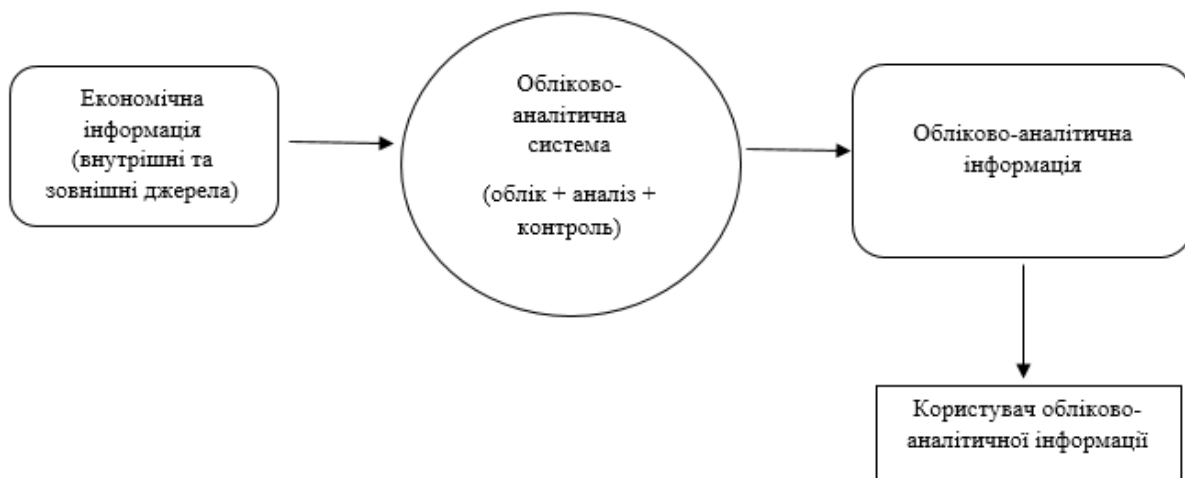 Економічна
інформація
(внутрішні та
зовнішні джерела)
Обліково-
аналітична
система
(облік + аналіз +
контроль)
Обліково-аналітична
інформація
Користувач обліково-
аналітичної інформації